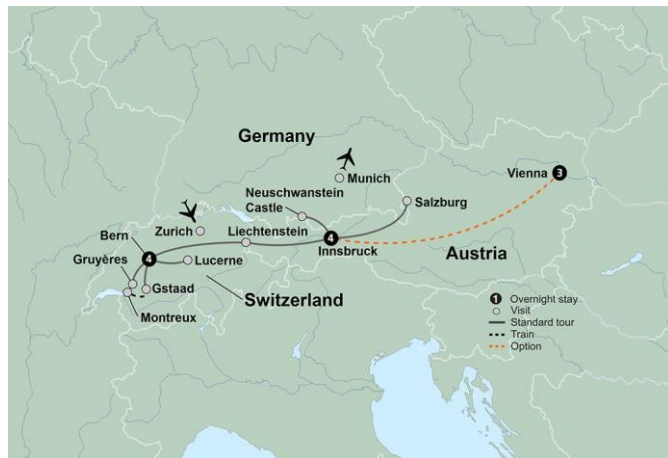 Germany
Munich
Neuschwanstein
Castle
Vienna
3
Salzburg
Zurich
Liechtenstein
Bern
4
4
Innsbruck
Austria
Gruyères
Lucerne
Gstaad
Switzerland
Montreux
1 Overnight stay
Visit
Standard tour
Train
Option